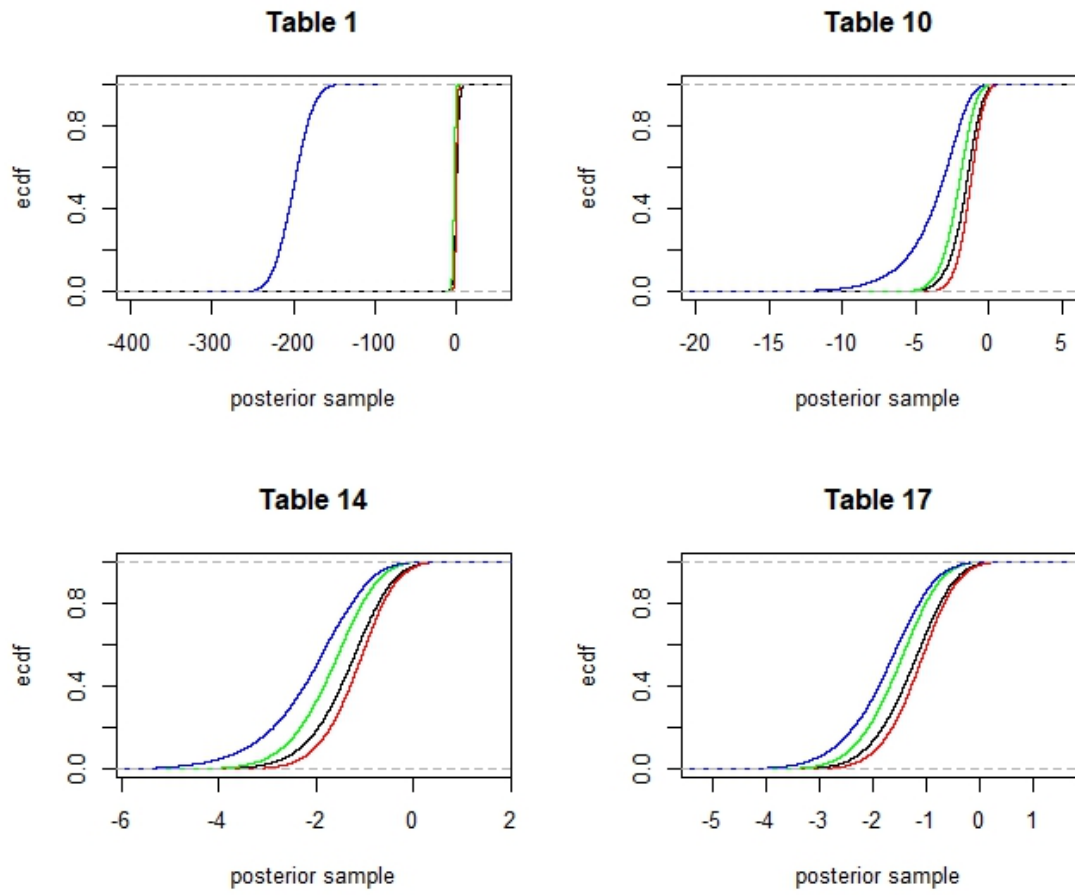 Table 1
ecdf
0.0 0.4 0.8
-400 -300 -200 -100 0
posterior sample
Table 10
ecdf
0.0 0.4 0.8
-20 -15 -10 -5 0 5
posterior sample
Table 14
ecdf
0.0 0.4 0.8
-6 -4 -2 0 2
posterior sample
Table 17
ecdf
0.0 0.4 0.8
-5 -4 -3 -2 -1 0 1
posterior sample